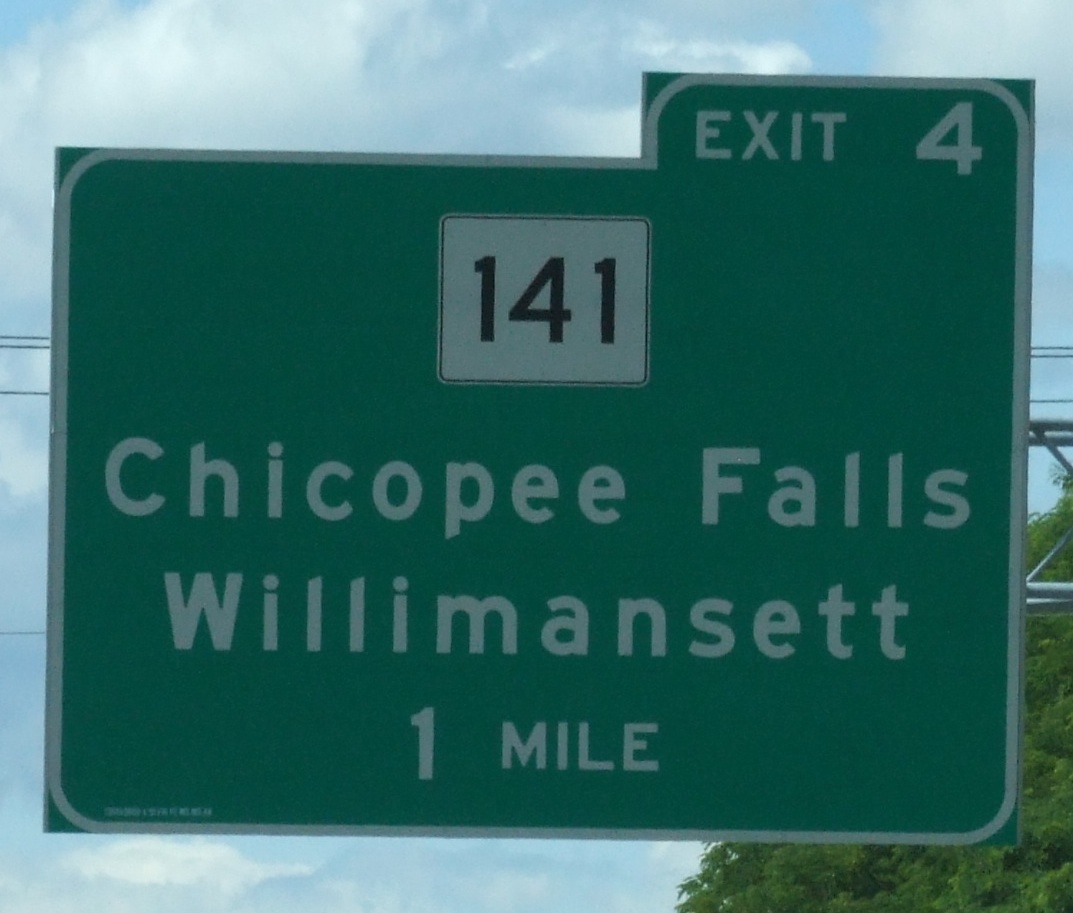 EXIT 4
141
Chicopee Falls
Willimansett
1 MILE